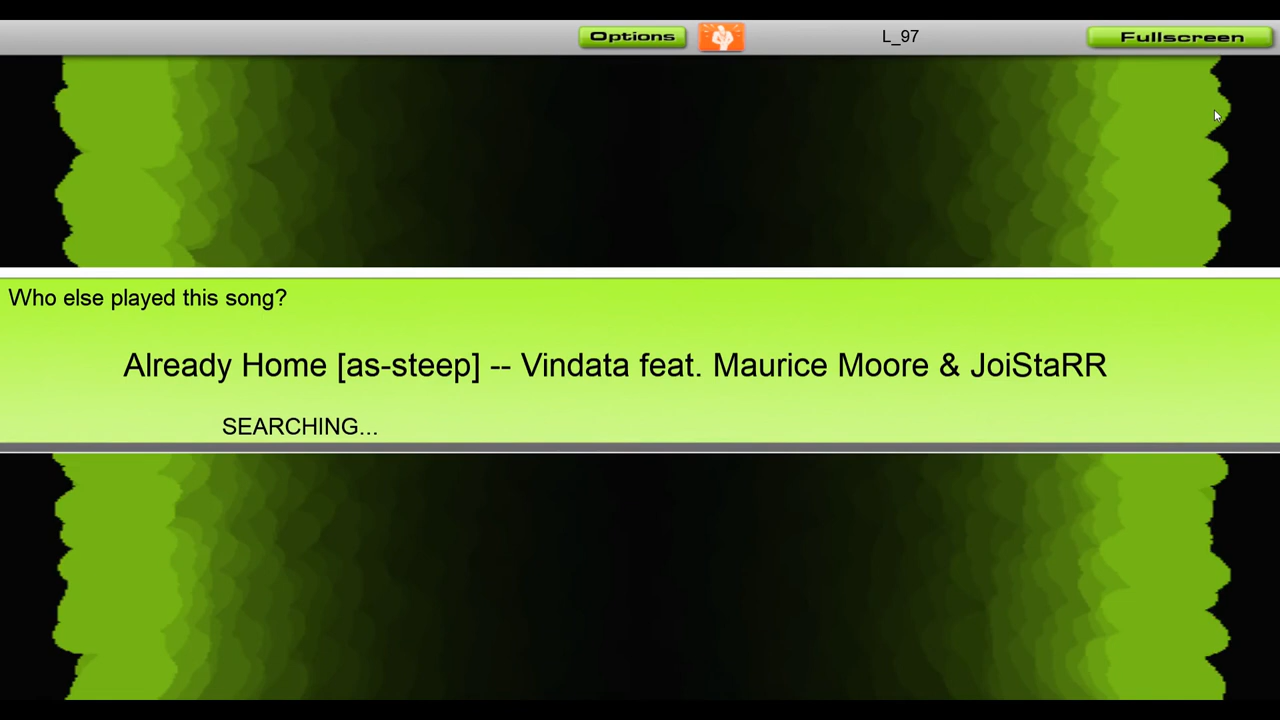 Options
L_97
Fullscreen
Who else played this song?
Already Home [as-steep] -- Vindata feat. Maurice Moore & JoiStaRR
SEARCHING...